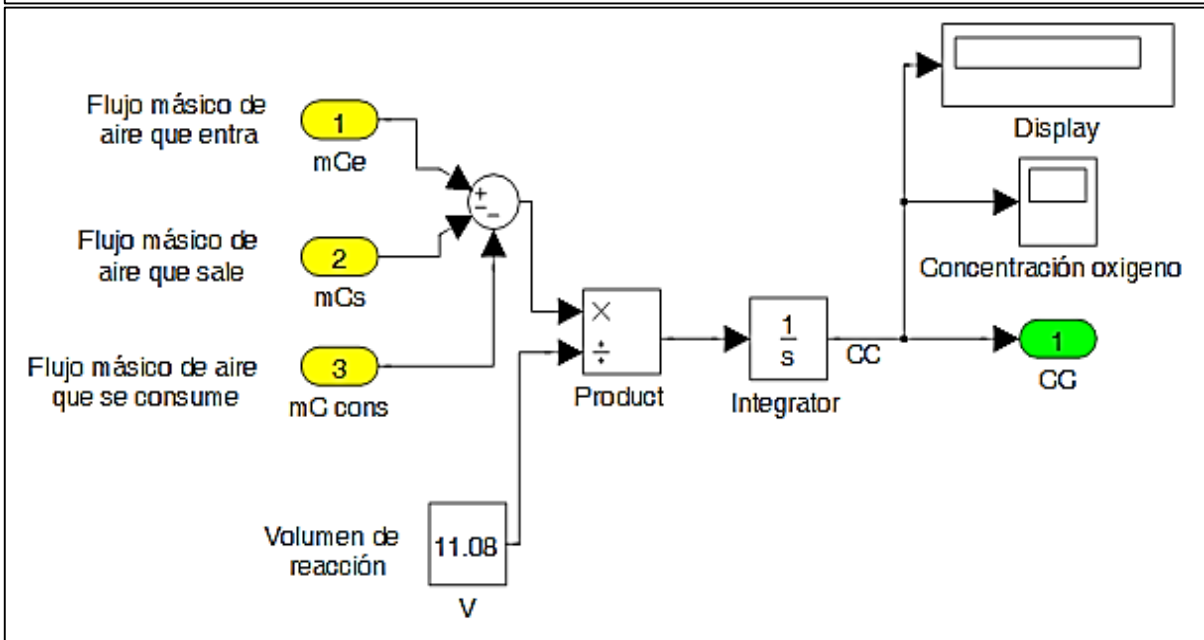 Flujo másico de
aire que entra
1
mCe
+
−
−
Flujo másico de
aire que sale
2
mCs
Flujo másico de aire
que se consume
3
mC cons
Volumen de
reacción
11.08
V
×
÷
Product
1
s
Integrator
CC
Display
Concentración oxigeno
1
CC